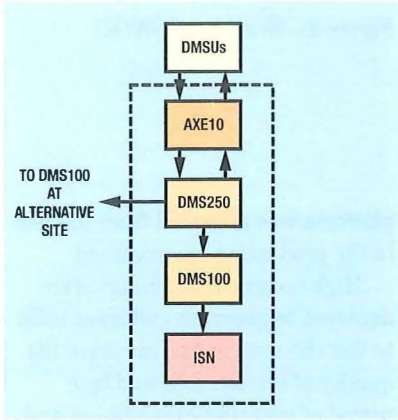 DMSUs
AXE10
TO DMS100
AT
ALTERNATIVE
SITE
DMS250
DMS100
ISN